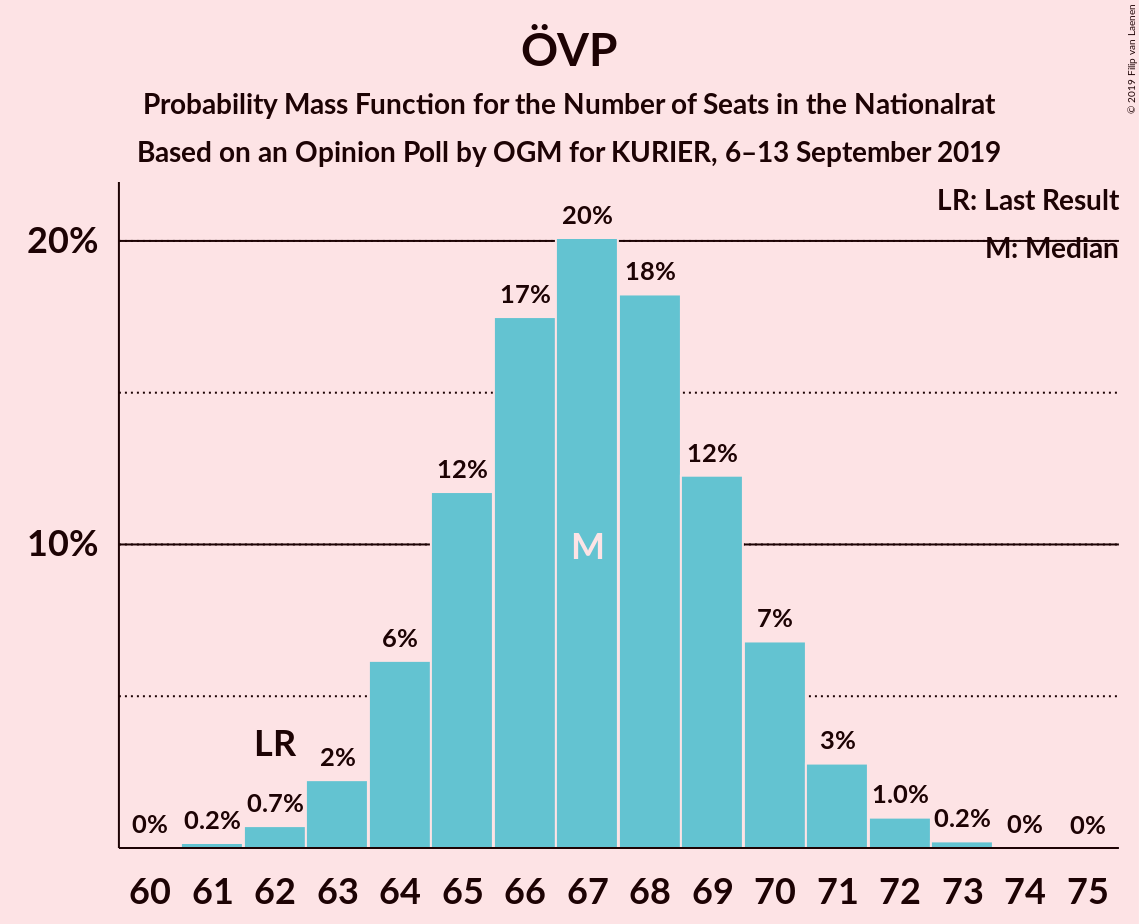 ÖVP
Probability Mass Function for the Number of Seats in the Nationalrat
Based on an Opinion Poll by OGM for KURIER, 6–13 September 2019
© 2019 Filip van Laenen
LR: Last Result
M: Median
20%
10%
0%
0.2%
0.7%
LR
2%
6%
12%
17%
20%
M
18%
12%
7%
3%
1.0%
0.2%
0%
0%
60 61 62 63 64 65 66 67 68 69 70 71 72 73 74 75